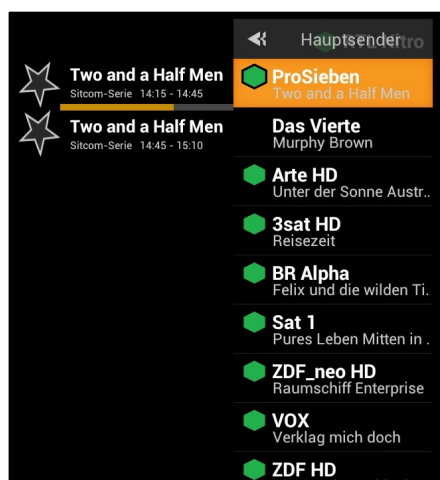 Two and a Half Men
Sitcom-Serie 14:15 - 14:45
Two and a Half Men
Sitcom-Serie 14:45 - 15:10
Hauptsender
RTL Nitro
ProSieben
Two and a Half Men
Das Vierte
Murphy Brown
Arte HD
Unter der Sonne Austr..
3sat HD
Reisezeit
BR Alpha
Felix und die wilden Ti.
Sat 1
Pures Leben Mitten in .
ZDF_neo HD
Raumschiff Enterprise
VOX
Verklag mich doch
ZDF HD